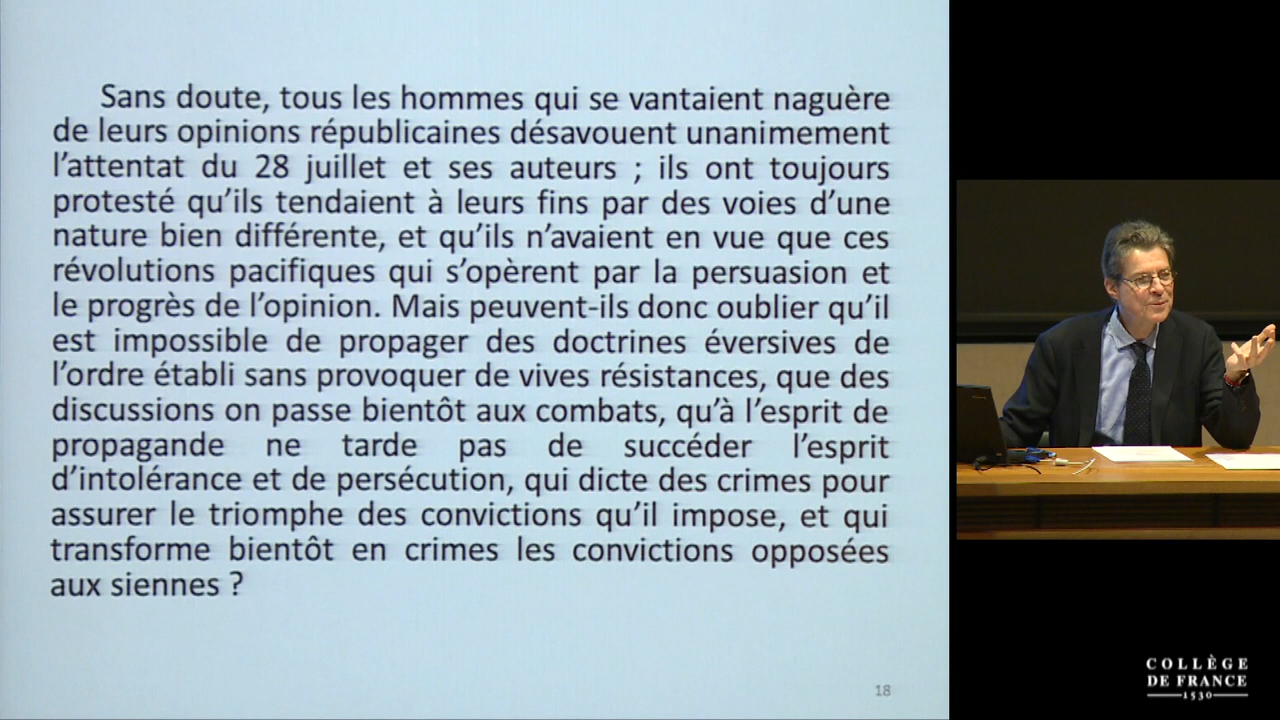 Sans doute, tous les hommes qui se vantaient naguère
de leurs opinions républicaines désavouent unanimement
l’attentat du 28 juillet et ses auteurs ; ils ont toujours
protesté qu’ils tendaient à leurs fins par des voies d’une
nature bien différente, et qu’ils n’avaient en vue que ces
révolutions pacifiques qui s’opèrent par la persuasion et
le progrès de l’opinion. Mais peuvent-ils donc oublier qu’il
est impossible de propager des doctrines éversives de
l’ordre établi sans provoquer de vives résistances, que des
discussions on passe bientôt aux combats, qu’à l’esprit de
propagande ne tarde pas de succéder l’esprit
d’intolérance et de persécution, qui dicte des crimes pour
assurer le triomphe des convictions qu’il impose, et qui
transforme bientôt en crimes les convictions opposées
aux siennes ?
18
COLLÈGE
DE FRANCE
1530